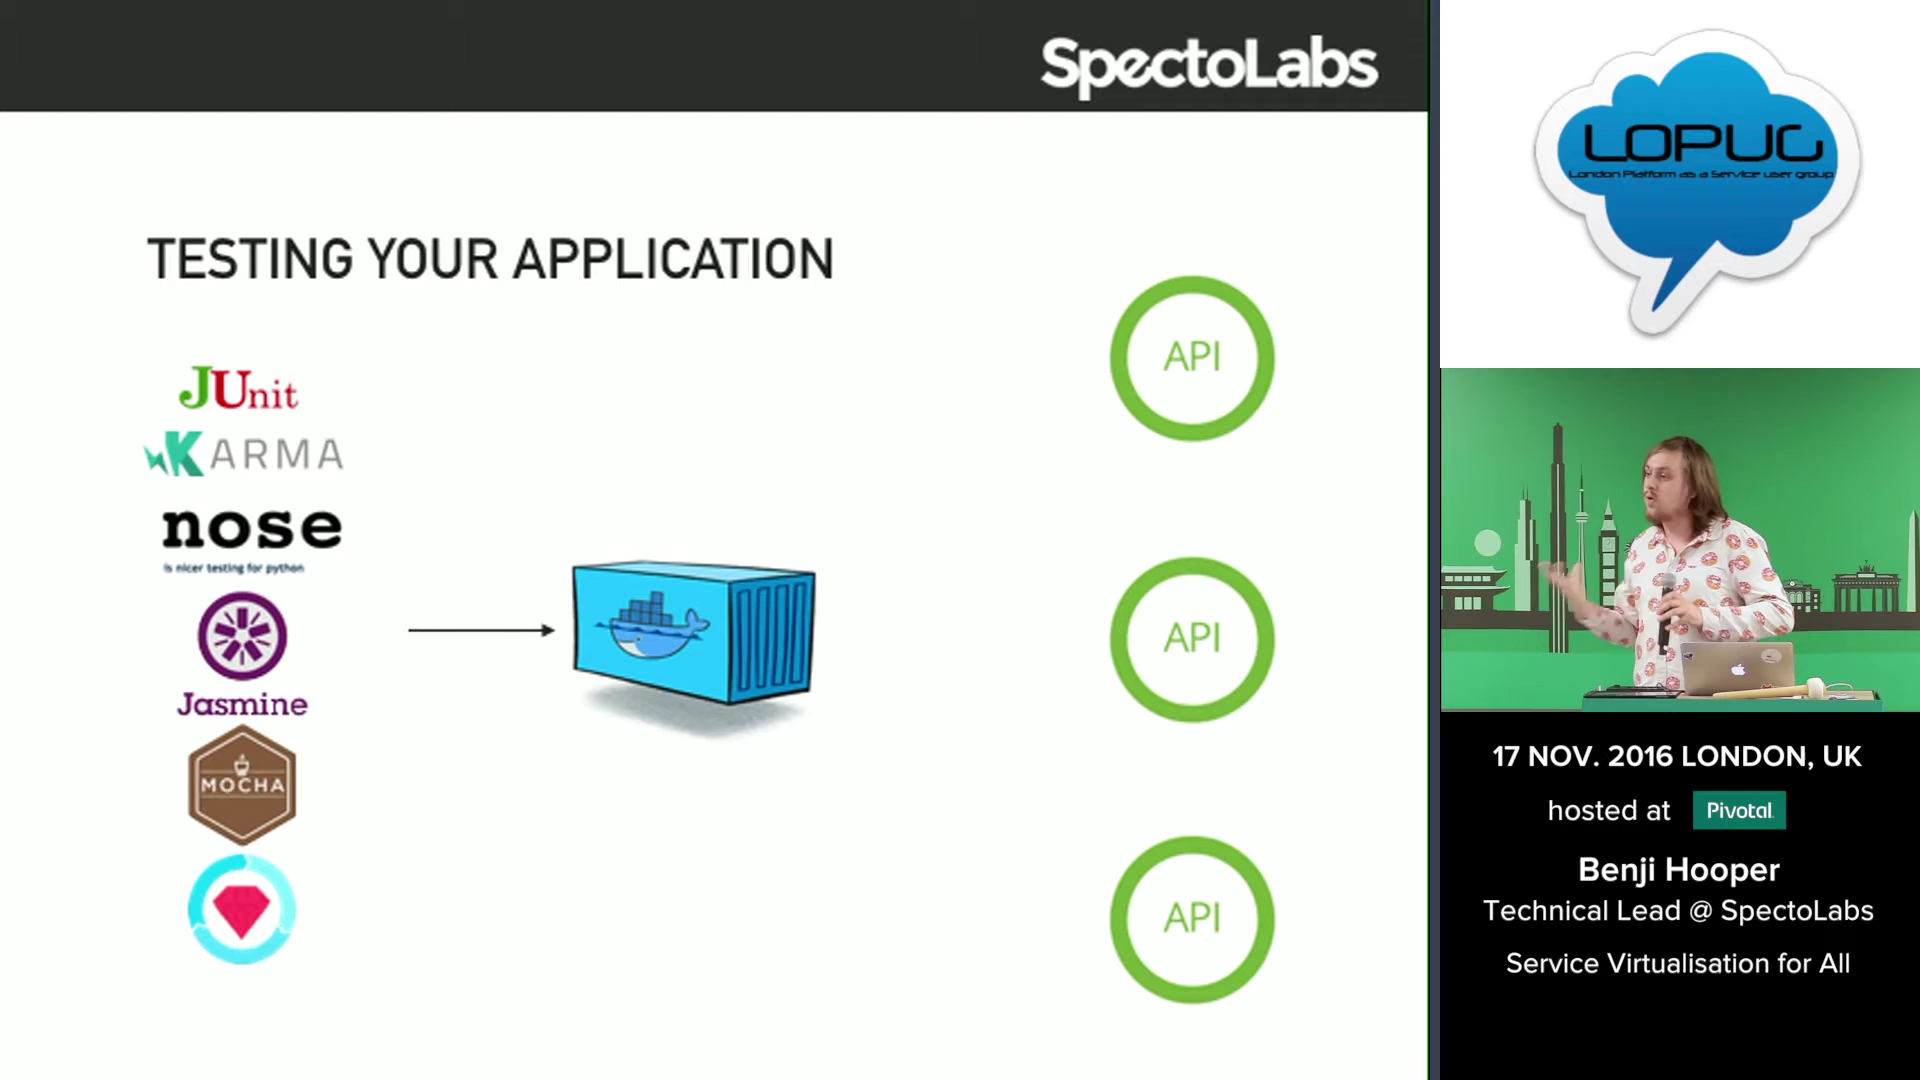 SpectoLabs
TESTING YOUR APPLICATION
JUnit
KARMA
nose
is nicer testing for python
Jasmine
MOCHA
API
API
API
LOPUG
London Platform as a Service user group
17 NOV. 2016 LONDON, UK
hosted at Pivotal
Benji Hooper
Technical Lead @ SpectoLabs
Service Virtualisation for All